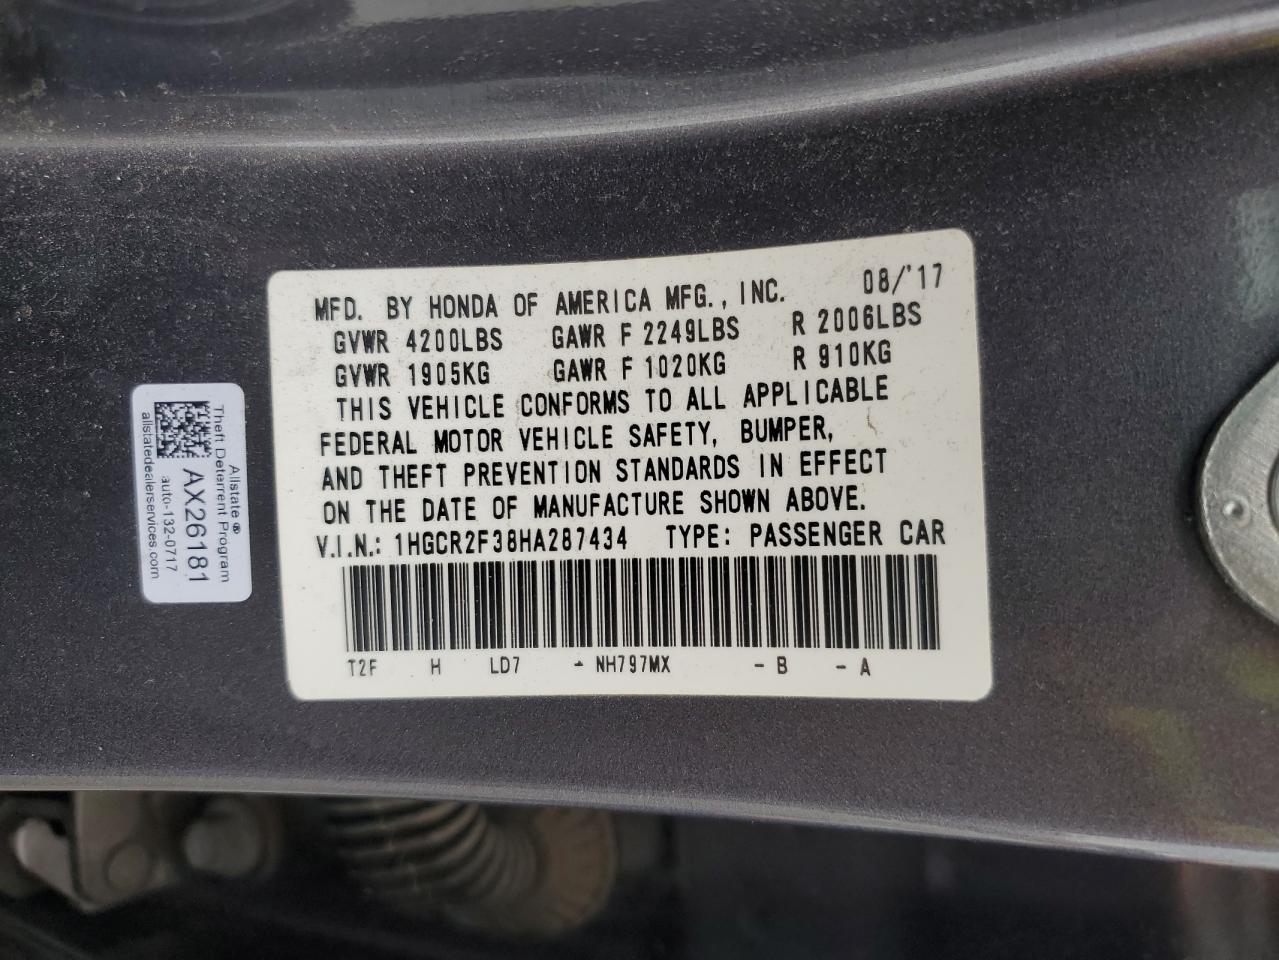 MFD. BY HONDA OF AMERICA MFG., INC. 08/'17
GVWR 4200LBS GAWR F 2249LBS R 2006LBS
GVWR 1905KG GAWR F 1020KG R 910KG
THIS VEHICLE CONFORMS TO ALL APPLICABLE
FEDERAL MOTOR VEHICLE SAFETY, BUMPER,
AND THEFT PREVENTION STANDARDS IN EFFECT
ON THE DATE OF MANUFACTURE SHOWN ABOVE.
V.I.N.: 1HGCR2F38HA287434 TYPE: PASSENGER CAR
T2F H LD7 - NH797MX - B - A
Allstate ®
Theft Deterrent Program
AX26181
auto-132-0717
allstatedealerservices.com